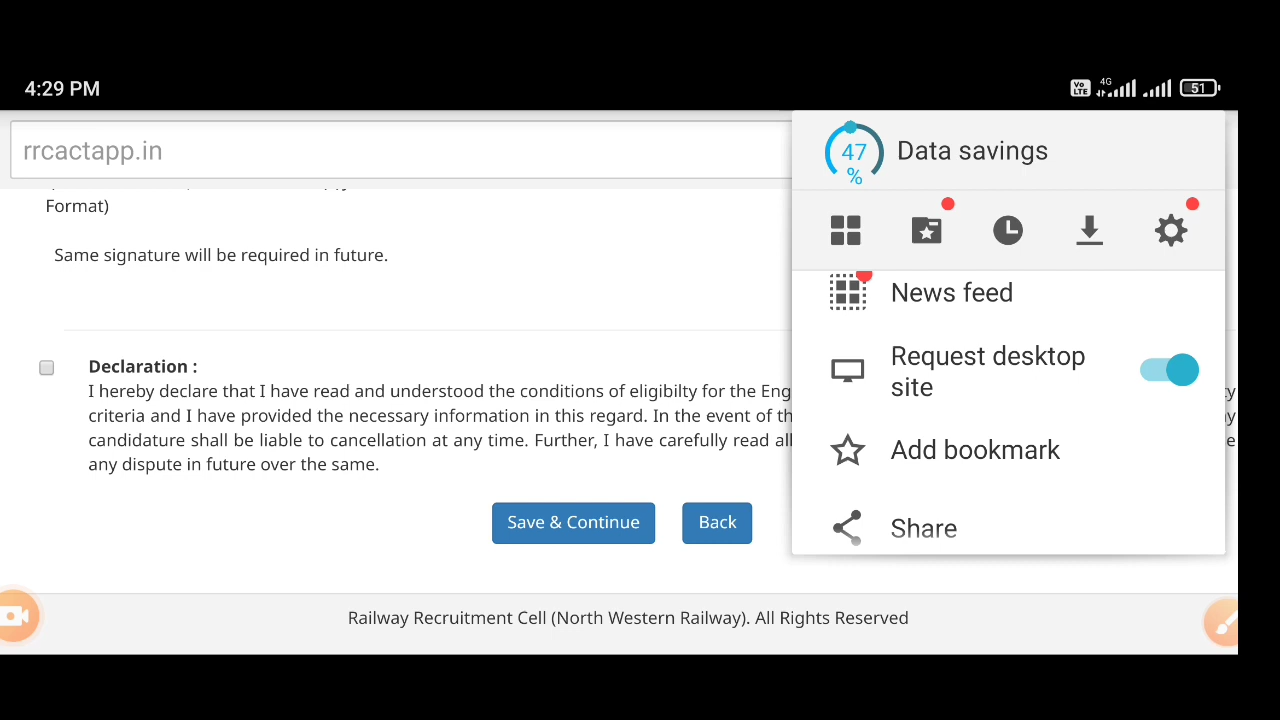 4:29 PM
Vo LTE
4G
51
rrcactapp.in
47 %
Data savings
Format)
Same signature will be required in future.
News feed
Request desktop
site
Declaration :
I hereby declare that I have read and understood the conditions of eligibilty for the Eng
criteria and I have provided the necessary information in this regard. In the event of th
candidature shall be liable to cancellation at any time. Further, I have carefully read all
any dispute in future over the same.
Add bookmark
Save & Continue
Back
Share
Railway Recruitment Cell (North Western Railway). All Rights Reserved